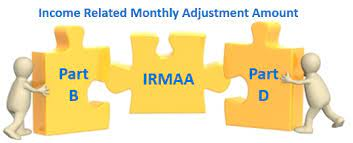 Income Related Monthly Adjustment Amount
Part
B
IRMAA
Part
D